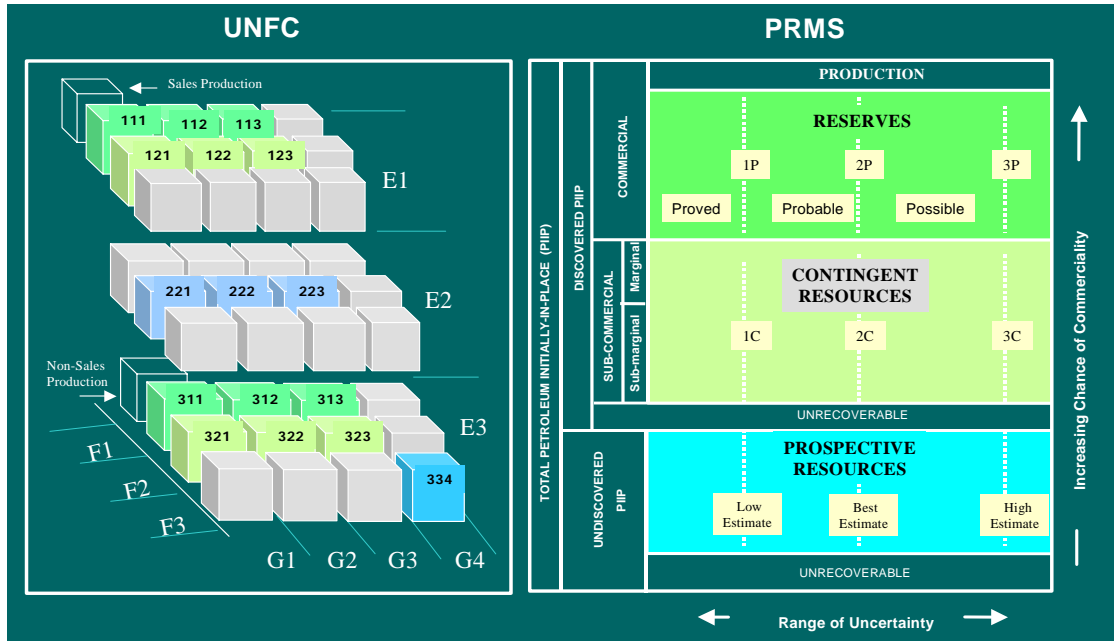 UNFC
Sales Production
111 112 113
121 122 123
E1
221 222 223
E2
Non-Sales
Production
311 312 313
321 322 323
E3
334
F1
F2
F3
G1 G2 G3 G4
PRMS
TOTAL PETROLEUM INITIALLY-IN-PLACE (PIIP)
DISCOVERED PIIP
UNDISCOVERED
PIIP
COMMERCIAL
SUB-COMMERCIAL
Marginal
Sub-marginal
PRODUCTION
RESERVES
1P 2P 3P
Proved Probable Possible
CONTINGENT
RESOURCES
1C 2C 3C
UNRECOVERABLE
PROSPECTIVE
RESOURCES
Low
Estimate
Best
Estimate
High
Estimate
UNRECOVERABLE
Range of Uncertainty
Increasing Chance of Commerciality